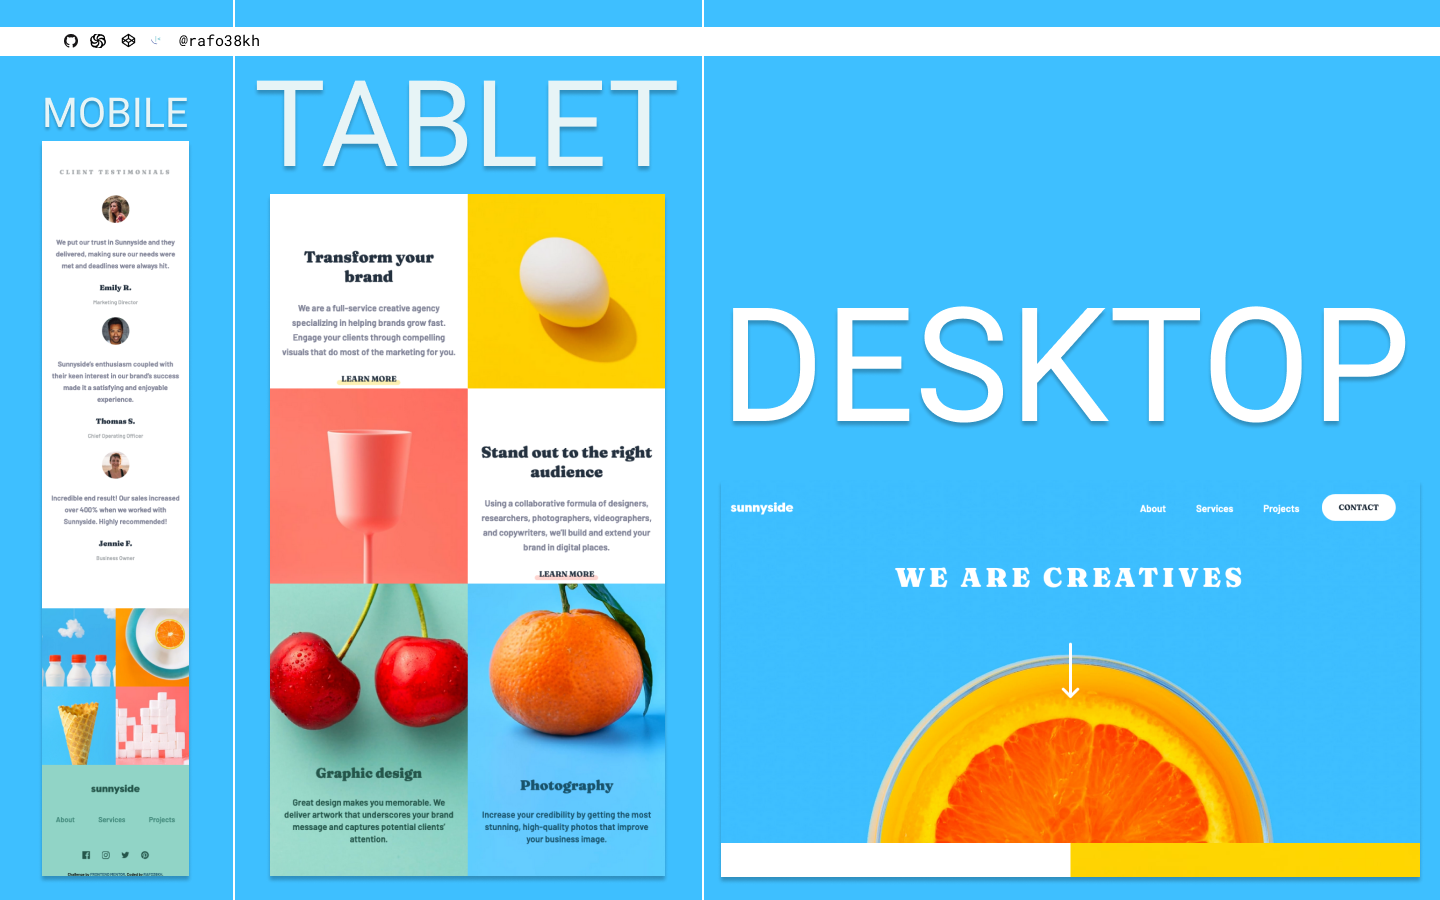 @rafo38kh
MOBILE
CLIENT TESTIMONIALS
We put our trust in Sunnyside and they
delivered, making sure our needs were
met and deadlines were always hit.
Emily R.
Marketing Director
Sunnyside's enthusiasm coupled with
their keen interest in our brand's success
made it a satisfying and enjoyable
experience.
Thomas S.
Chief Operating Officer
Incredible end result! Our sales increased
over 400% when we worked with
Sunnyside. Highly recommended!
Jennie F.
Business Owner
sunnyside
About Services Projects
Challenge by FRONTEND MENTOR. Coded by RAFO38KH.
TABLET
Transform your
brand
We are a full-service creative agency
specializing in helping brands grow fast.
Engage your clients through compelling
visuals that do most of the marketing for you.
LEARN MORE
Stand out to the right
audience
Using a collaborative formula of designers,
researchers, photographers, videographers,
and copywriters, we'll build and extend your
brand in digital places.
LEARN MORE
Graphic design
Great design makes you memorable. We
deliver artwork that underscores your brand
message and captures potential clients'
attention.
Photography
Increase your credibility by getting the most
stunning, high-quality photos that improve
your business image.
DESKTOP
sunnyside
About Services Projects CONTACT
WE ARE CREATIVES